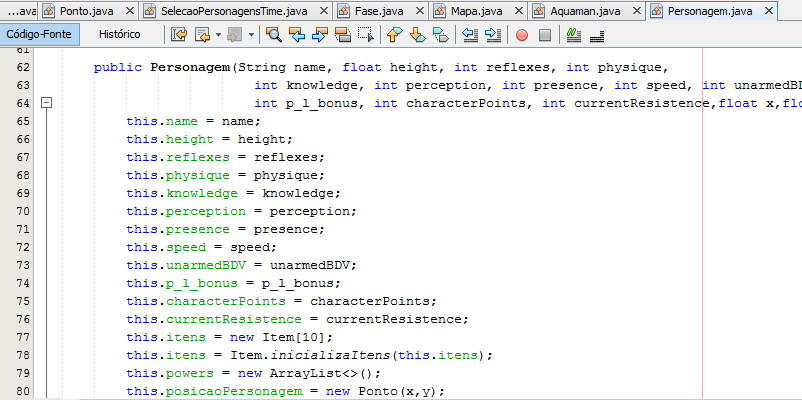 ...ava Ponto.java SelecaoPersonagensTime.java Fase.java Mapa.java Aquaman.java Personagem.java
Código-Fonte Histórico
61
62 public Personagem(String name, float height, int reflexes, int physique,
63 int knowledge, int perception, int presence, int speed, int unarmedBD
64 int p_l_bonus, int characterPoints, int currentResistence,float x,flo
65 this.name = name;
66 this.height = height;
67 this.reflexes = reflexes;
68 this.physique = physique;
69 this.knowledge = knowledge;
70 this.perception = perception;
71 this.presence = presence;
72 this.speed = speed;
73 this.unarmedBDV = unarmedBDV;
74 this.p_l_bonus = p_l_bonus;
75 this.characterPoints = characterPoints;
76 this.currentResistence = currentResistence;
77 this.itens = new Item[10];
78 this.itens = Item.inicializaItens(this.itens);
79 this.powers = new ArrayList<>();
80 this.posicaoPersonagem = new Ponto(x,y);